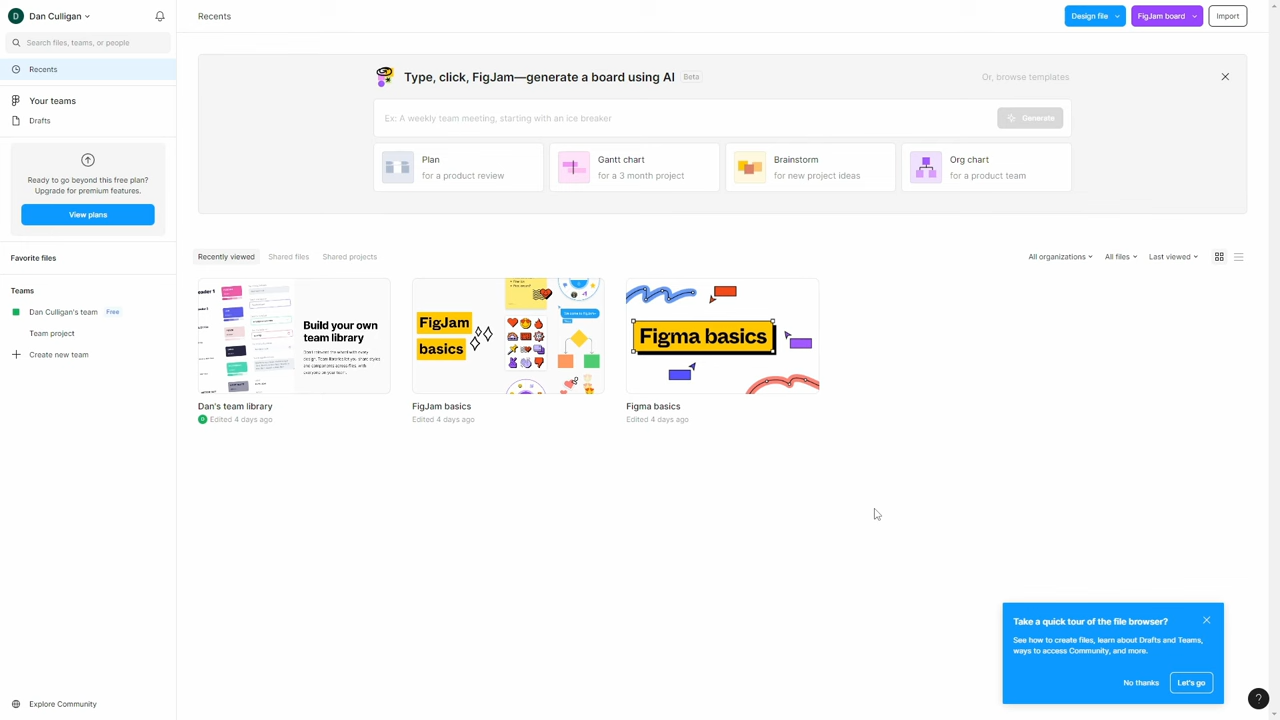 D Dan Culligan
Search files, teams, or people
Recents
Your teams
Drafts
Ready to go beyond this free plan?
Upgrade for premium features.
View plans
Favorite files
Teams
Dan Culligan's team Free
Team project
Create new team
Explore Community
Recents
Design file
FigJam board
Import
Type, click, FigJam—generate a board using AI Beta
Or, browse templates
Ex: A weekly team meeting, starting with an ice breaker
Generate
Plan
for a product review
Gantt chart
for a 3 month project
Brainstorm
for new project ideas
Org chart
for a product team
Recently viewed Shared files Shared projects
All organizations All files Last viewed
Build your own
team library
Dan's team library
D Edited 4 days ago
FigJam
basics
FigJam basics
Edited 4 days ago
Figma basics
Figma basics
Edited 4 days ago
Take a quick tour of the file browser?
See how to create files, learn about Drafts and Teams,
ways to access Community, and more.
No thanks Let's go
?